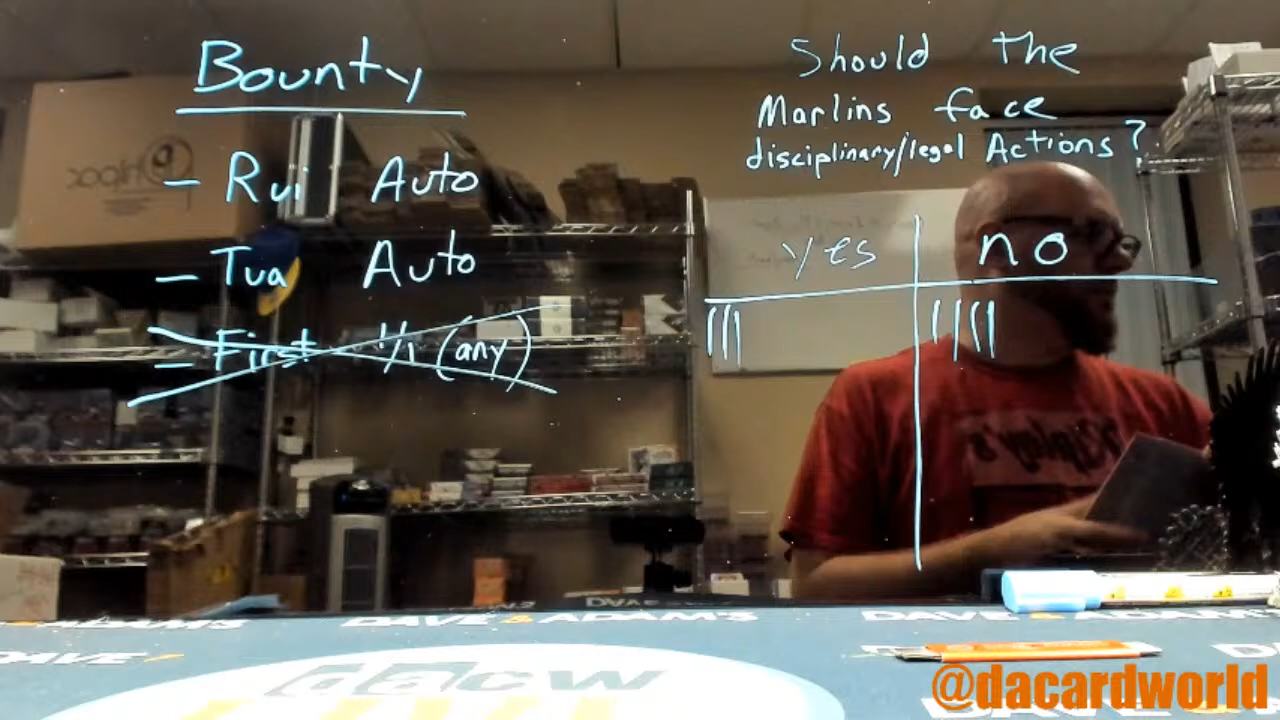 Bounty
- Rui Auto
- Tua Auto
- First 1/1 (any)
Should The
Marlins face
disciplinary/legal Actions?
yes no
Ripley's
DAVE & ADAM'S
dacw
@dacardworld